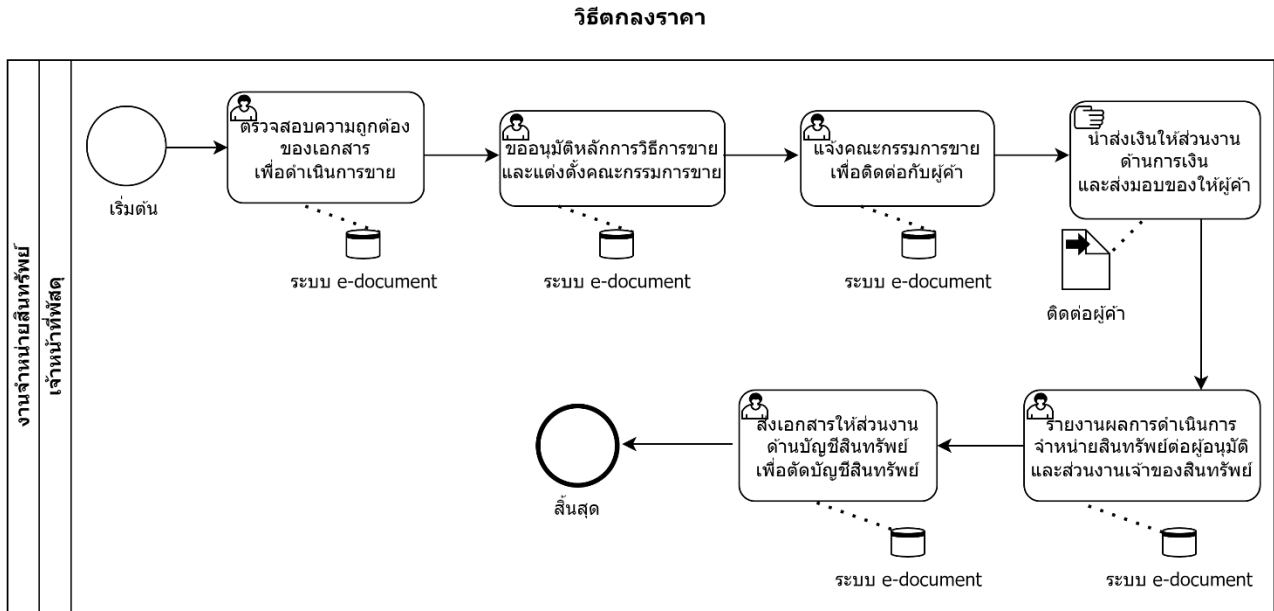 วิธีตกลงราคา
งานจำหน่ายสินทรัพย์
เจ้าหน้าที่พัสดุ
เริ่มต้น
ตรวจสอบความถูกต้อง
ของเอกสาร
เพื่อดำเนินการขาย
ระบบ e-document
ขออนุมัติหลักการวิธีการขาย
และแต่งตั้งคณะกรรมการขาย
ระบบ e-document
แจ้งคณะกรรมการขาย
เพื่อติดต่อกับผู้ค้า
ระบบ e-document
นำส่งเงินให้ส่วนงาน
ด้านการเงิน
และส่งมอบของให้ผู้ค้า
ติดต่อผู้ค้า
รายงานผลการดำเนินการ
จำหน่ายสินทรัพย์ต่อผู้อนุมัติ
และส่วนงานเจ้าของสินทรัพย์
ระบบ e-document
ส่งเอกสารให้ส่วนงาน
ด้านบัญชีสินทรัพย์
เพื่อตัดบัญชีสินทรัพย์
ระบบ e-document
สิ้นสุด